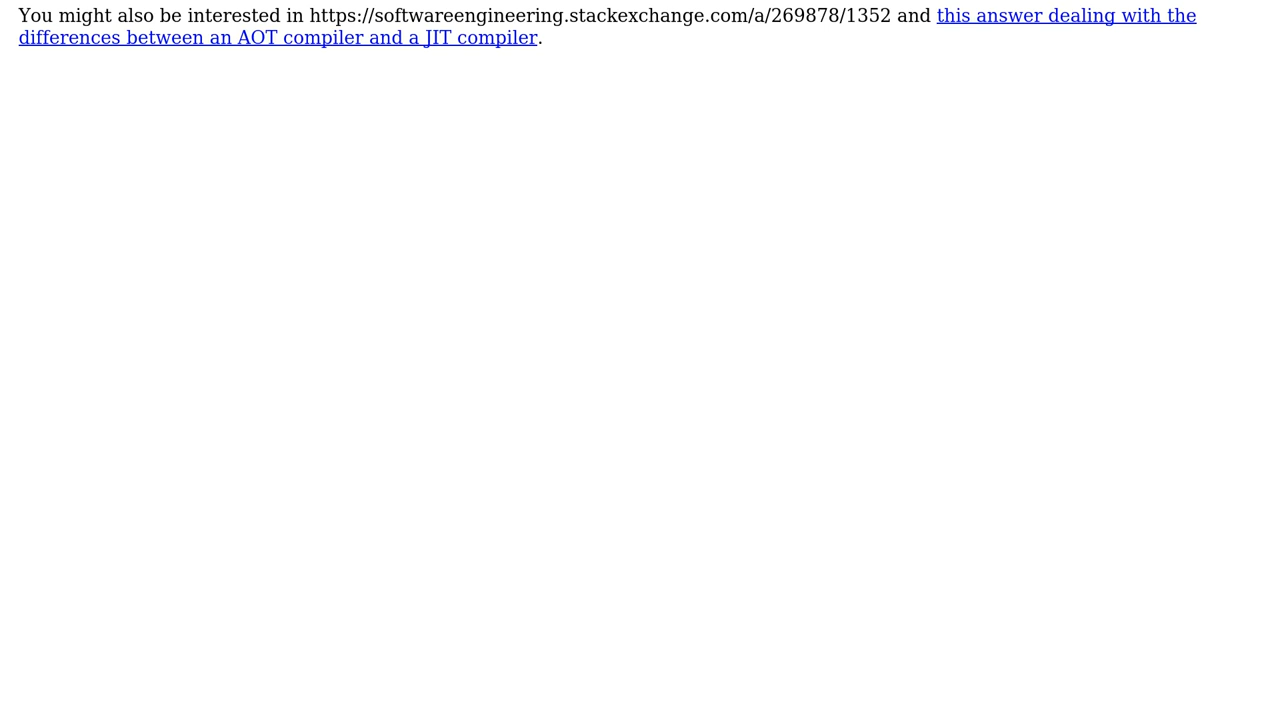 You might also be interested in https://softwareengineering.stackexchange.com/a/269878/1352 and this answer dealing with the
differences between an AOT compiler and a JIT compiler.